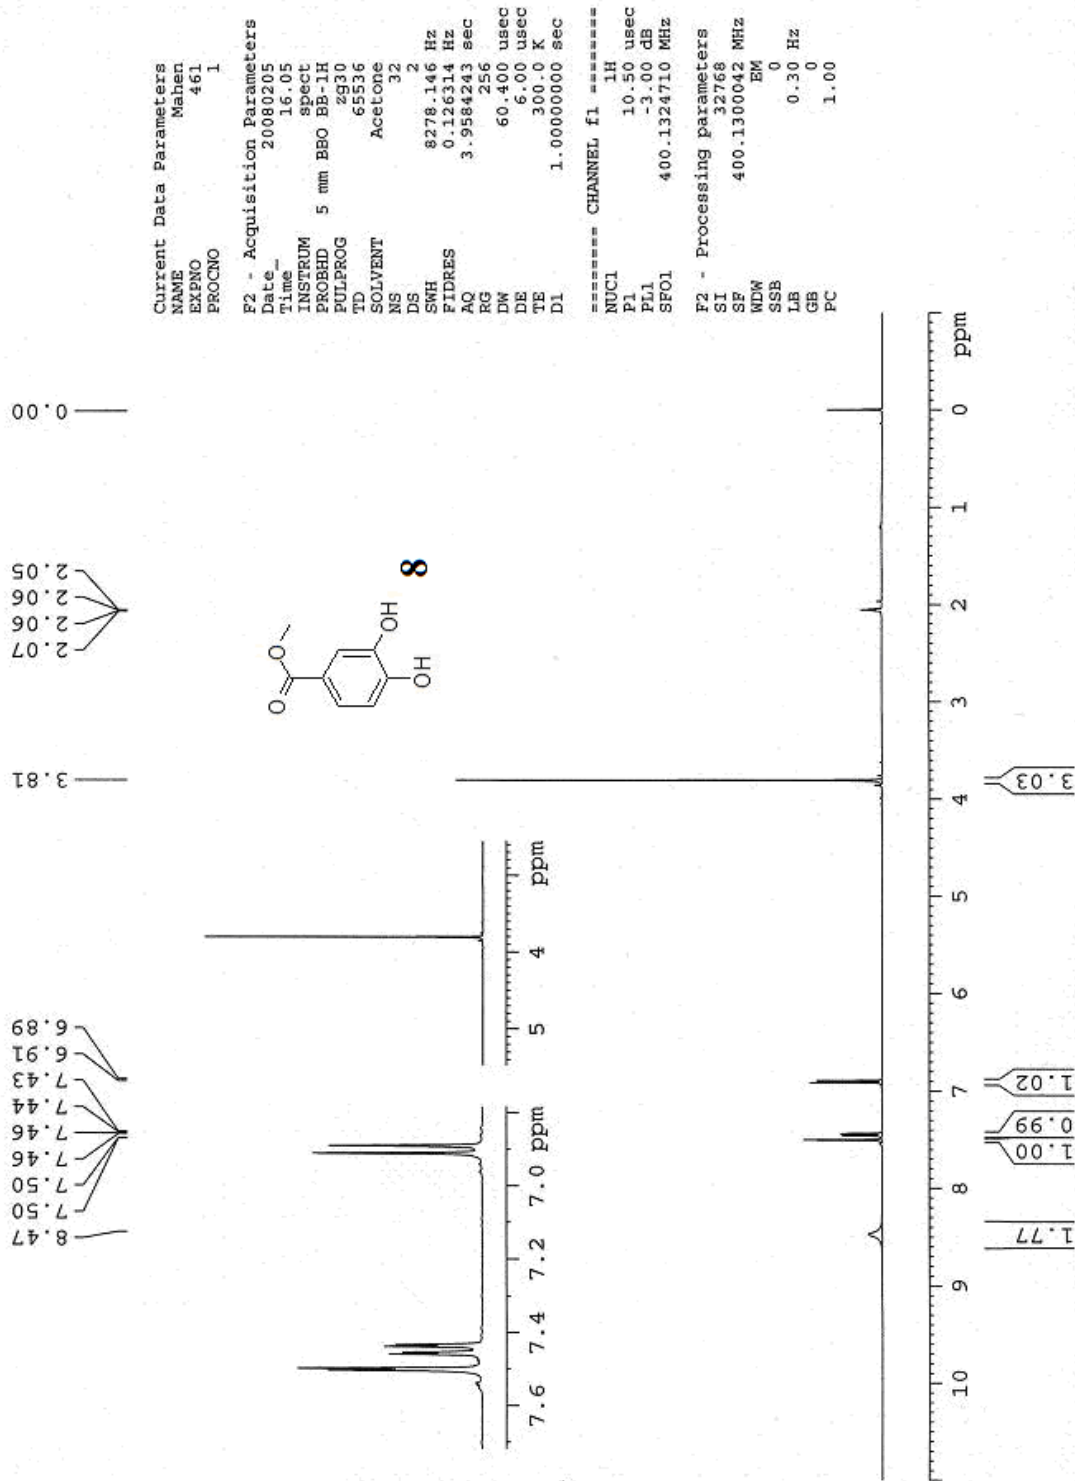 Current Data Parameters
NAME Mahen
EXPNO 461
PROCNO 1
F2 - Acquisition Parameters
Date_ 20080205
Time 16.05
INSTRUM spect
PROBHD 5 mm BBO BB-1H
PULPROG zg30
TD 65536
SOLVENT Acetone
NS 32
DS 2
SWH 8278.146 Hz
FIDRES 0.126314 Hz
AQ 3.9584243 sec
RG 256
DW 60.400 usec
DE 6.00 usec
TE 300.0 K
D1 1.00000000 sec
======== CHANNEL f1 ========
NUC1 1H
P1 10.50 usec
PL1 -3.00 dB
SFO1 400.1324710 MHz
F2 - Processing parameters
SI 32768
SF 400.1300042 MHz
WDW EM
SSB 0
LB 0.30 Hz
GB 0
PC 1.00
8.47
7.50
7.50
7.46
7.46
7.44
7.43
6.91
6.89
3.81
2.07
2.06
2.06
2.05
0.00
O
O
OH
OH
8
7.6 7.4 7.2 7.0 ppm
5 4 ppm
10 9 8 7 6 5 4 3 2 1 0 ppm
1.77
1.00
0.99
1.02
3.03